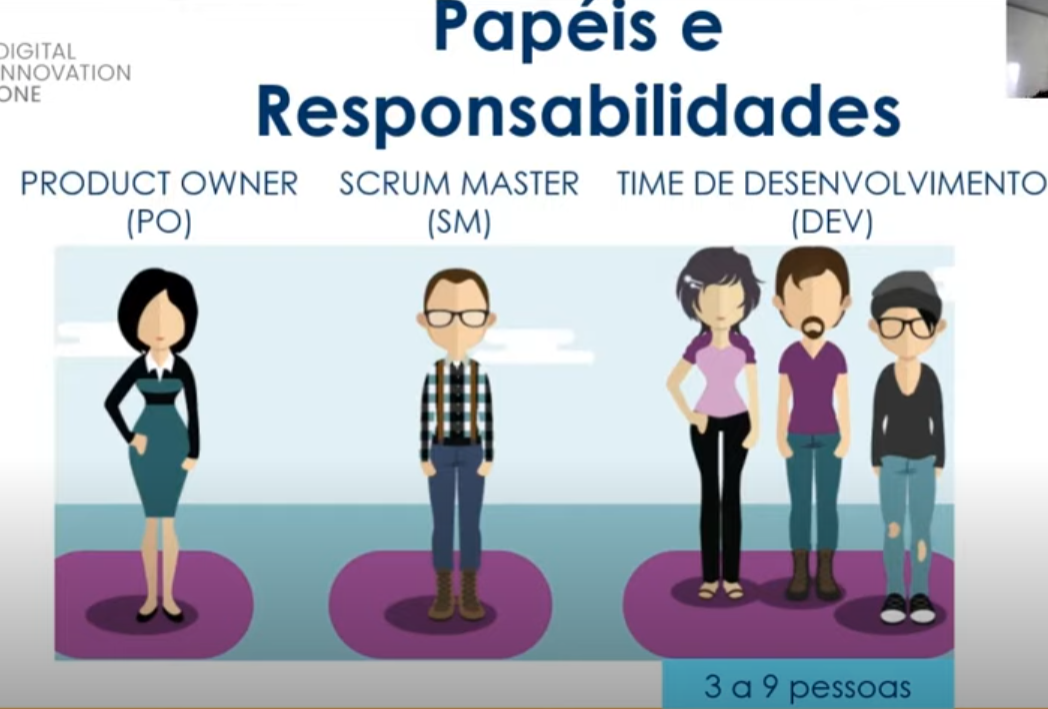 Papéis e
DIGITAL
INNOVATION
ONE
Responsabilidades
PRODUCT OWNER
(PO)
SCRUM MASTER
(SM)
TIME DE DESENVOLVIMENTO
(DEV)
3 a 9 pessoas